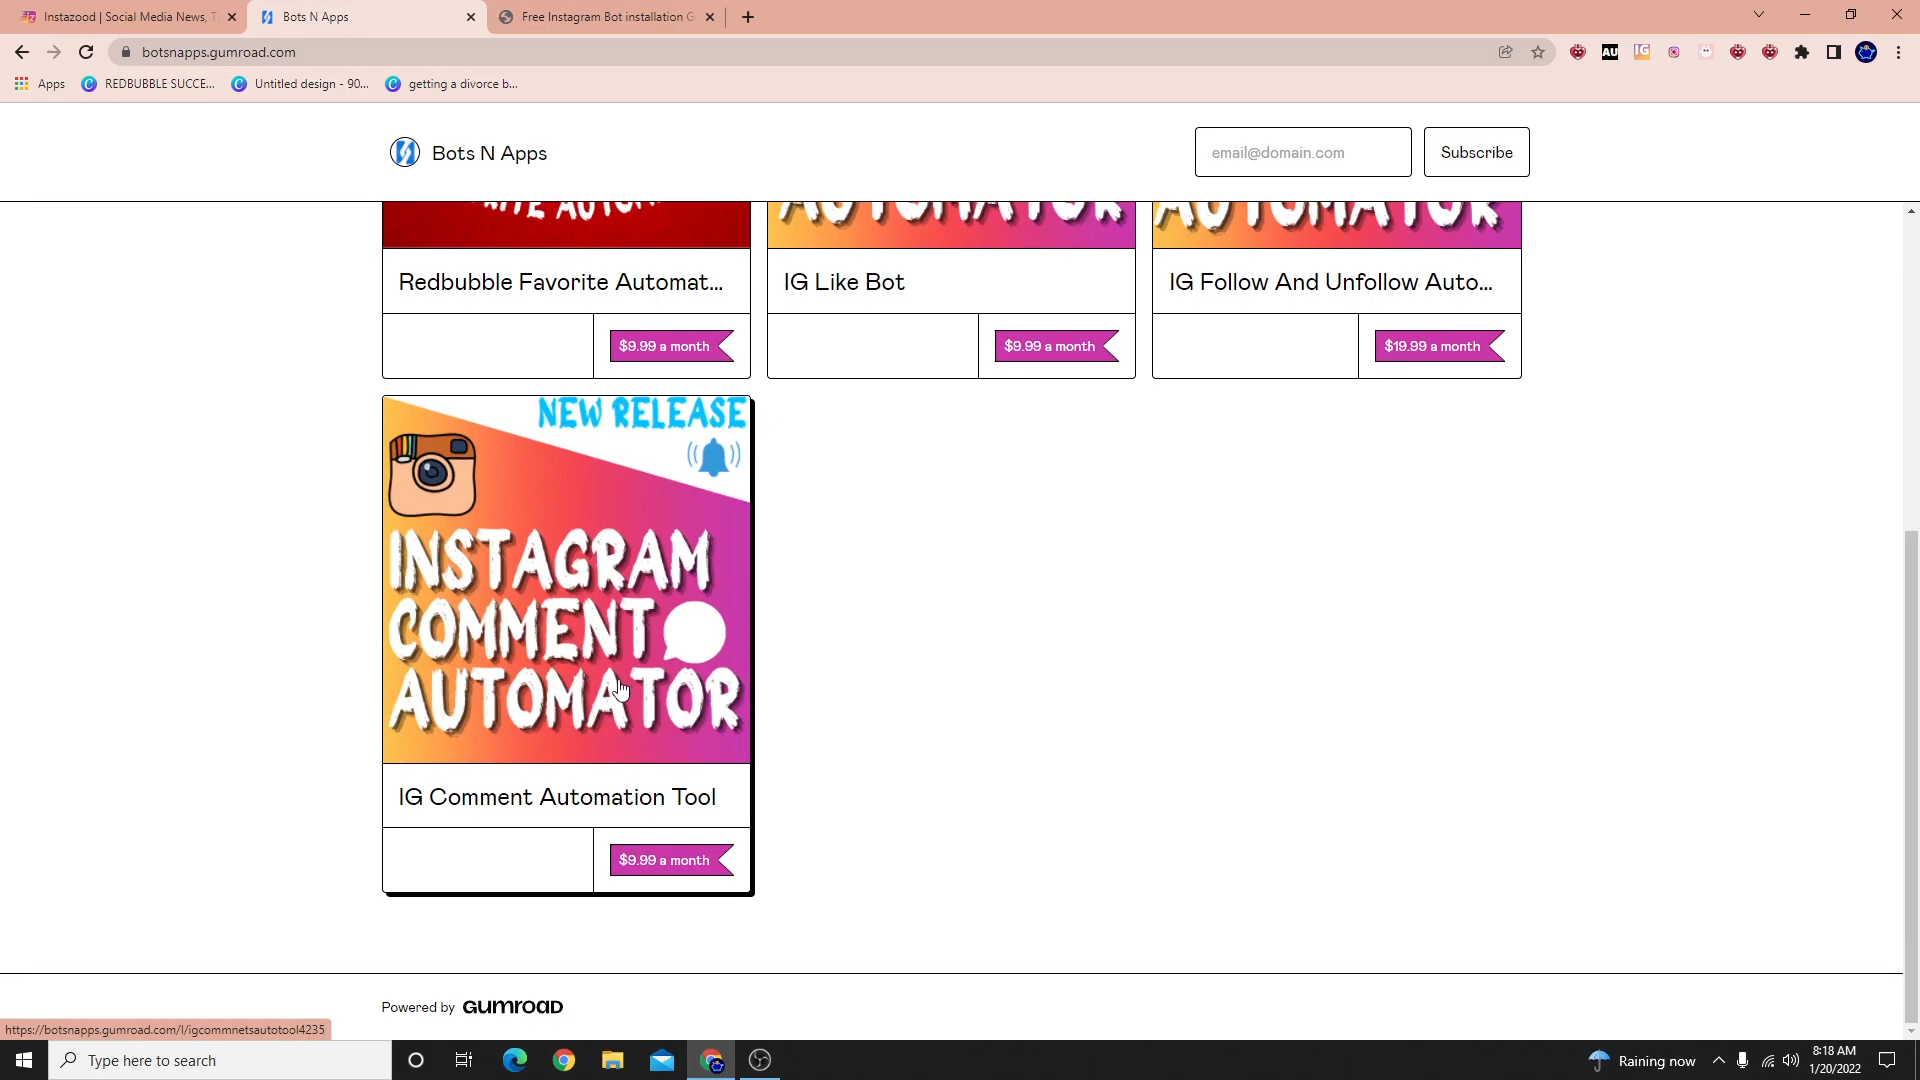 Instazood | Social Media News, T
Bots N Apps
Free Instagram Bot installation G
botsnapps.gumroad.com
AU
IG
Apps
REDBUBBLE SUCCE...
Untitled design - 90...
getting a divorce b...
Bots N Apps
email@domain.com
Subscribe
AUTOMATOR
AUTOMATOR
Redbubble Favorite Automat...
IG Like Bot
IG Follow And Unfollow Auto...
$9.99 a month
$9.99 a month
$19.99 a month
NEW RELEASE
INSTAGRAM
COMMENT
AUTOMATOR
IG Comment Automation Tool
$9.99 a month
Powered by GUMROAD
https://botsnapps.gumroad.com/l/igcommnetsautotool4235
Type here to search
Raining now
8:18 AM
1/20/2022